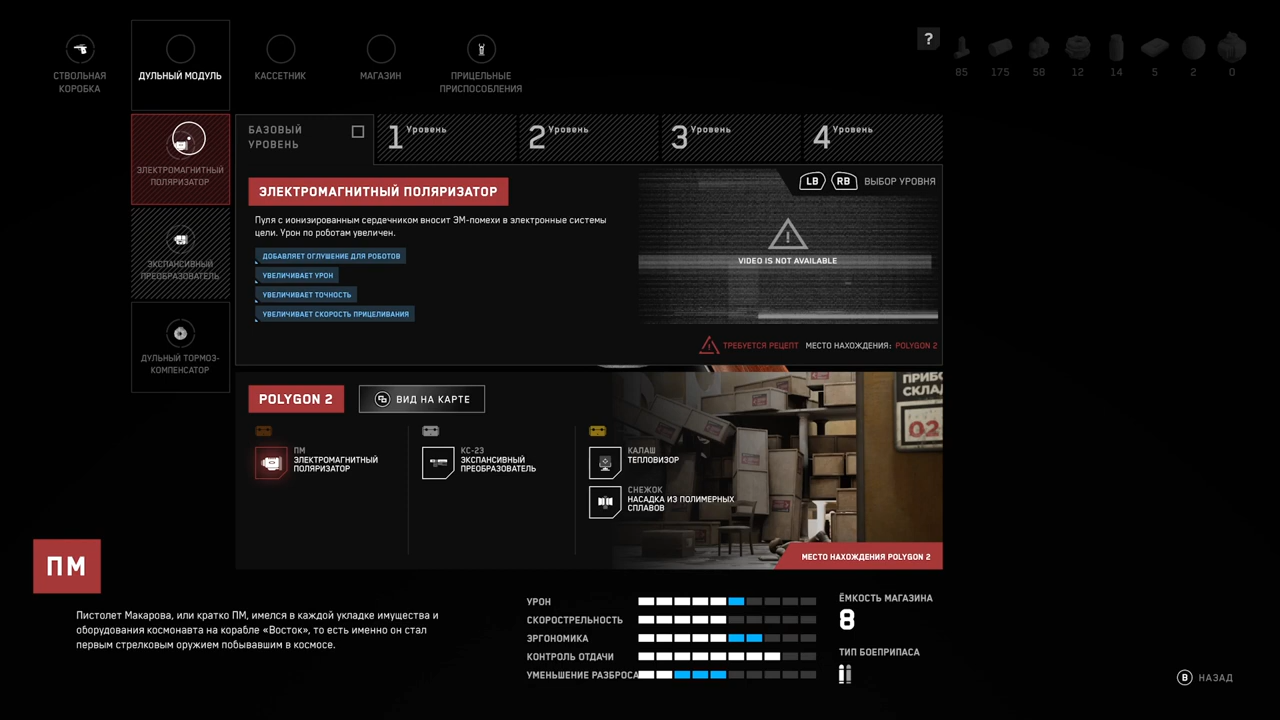 СТВОЛЬНАЯ
КОРОБКА
ДУЛЬНЫЙ МОДУЛЬ
КАССЕТНИК
МАГАЗИН
ПРИЦЕЛЬНЫЕ
ПРИСПОСОБЛЕНИЯ
?
85 175 58 12 14 5 2 0
ЭЛЕКТРОМАГНИТНЫЙ
ПОЛЯРИЗАТОР
ЭКСПАНСИВНЫЙ
ПРЕОБРАЗОВАТЕЛЬ
ДУЛЬНЫЙ ТОРМОЗ-
КОМПЕНСАТОР
БАЗОВЫЙ
УРОВЕНЬ
1 Уровень
2 Уровень
3 Уровень
4 Уровень
ЭЛЕКТРОМАГНИТНЫЙ ПОЛЯРИЗАТОР
LB RB ВЫБОР УРОВНЯ
Пуля с ионизированным сердечником вносит ЭМ-помехи в электронные системы
цели. Урон по роботам увеличен.
ДОБАВЛЯЕТ ОГЛУШЕНИЕ ДЛЯ РОБОТОВ
УВЕЛИЧИВАЕТ УРОН
УВЕЛИЧИВАЕТ ТОЧНОСТЬ
УВЕЛИЧИВАЕТ СКОРОСТЬ ПРИЦЕЛИВАНИЯ
VIDEO IS NOT AVAILABLE
ТРЕБУЕТСЯ РЕЦЕПТ МЕСТО НАХОЖДЕНИЯ: POLYGON 2
POLYGON 2
ВИД НА КАРТЕ
ПМ
ЭЛЕКТРОМАГНИТНЫЙ
ПОЛЯРИЗАТОР
КС-23
ЭКСПАНСИВНЫЙ
ПРЕОБРАЗОВАТЕЛЬ
КАЛАШ
ТЕПЛОВИЗОР
СНЕЖОК
НАСАДКА ИЗ ПОЛИМЕРНЫХ
СПЛАВОВ
ПРИБО
СКЛАД
02
МЕСТО НАХОЖДЕНИЯ POLYGON 2
ПМ
Пистолет Макарова, или кратко ПМ, имелся в каждой укладке имущества и
оборудования космонавта на корабле «Восток», то есть именно он стал
первым стрелковым оружием побывавшим в космосе.
УРОН
СКОРОСТРЕЛЬНОСТЬ
ЭРГОНОМИКА
КОНТРОЛЬ ОТДАЧИ
УМЕНЬШЕНИЕ РАЗБРОСА
ЁМКОСТЬ МАГАЗИНА
8
ТИП БОЕПРИПАСА
B НАЗАД